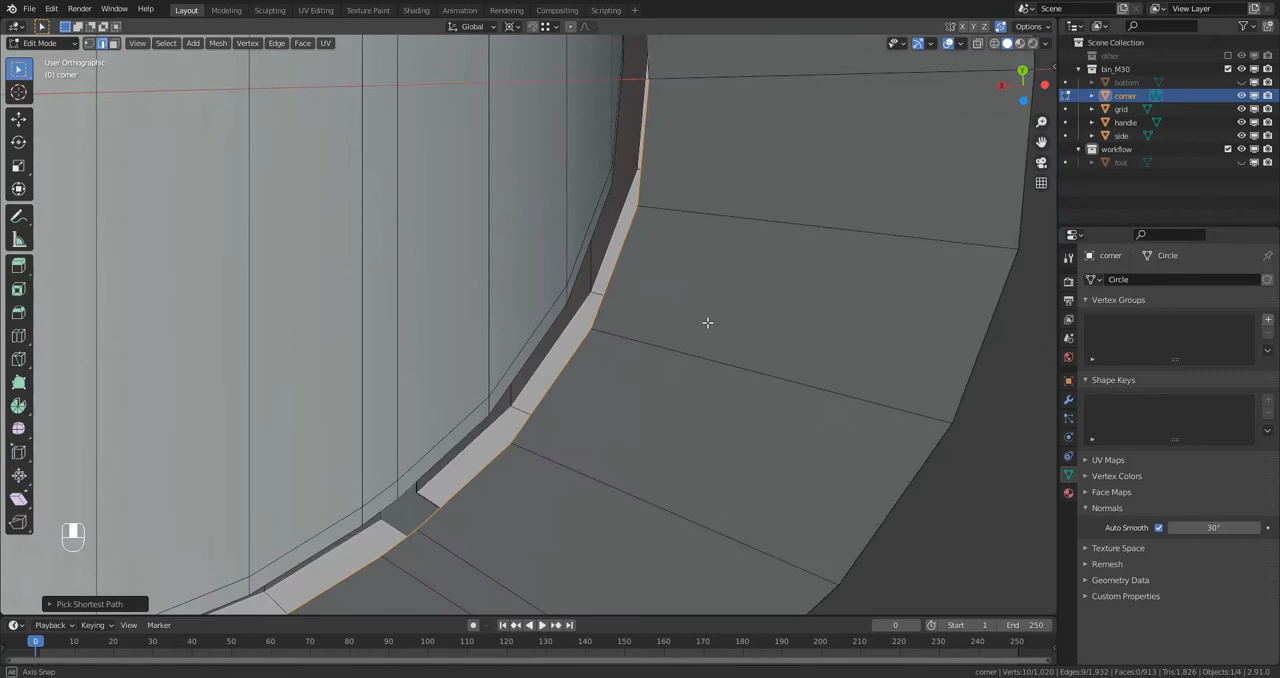 File Edit Render Window Help
Layout Modeling Sculpting UV Editing Texture Paint Shading Animation Rendering Compositing Scripting +
Scene
View Layer
Global
X Y Z
Options
Edit Mode
View Select Add Mesh Vertex Edge Face UV
User Orthographic
(0) corner
Y
X
Scene Collection
other
bin_M30
bottom
corner
grid
handle
side
workflow
foot
corner Circle
Circle
Vertex Groups
Shape Keys
UV Maps
Vertex Colors
Face Maps
Normals
Auto Smooth 30°
Texture Space
Remesh
Geometry Data
Custom Properties
Pick Shortest Path
Playback Keying View Marker
0
Start 1
End 250
0 10 20 30 40 50 60 70 80 90 100 110 120 130 140 150 160 170 180 190 200 210 220 230 240 250
Alt Axis Snap
corner | Verts:10/1,020 | Edges:9/1,932 | Faces:0/913 | Tris:1,826 | Objects:1/4 | 2.91.0